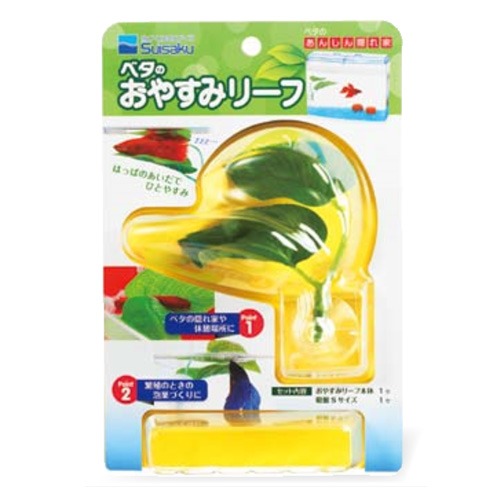 Suisaku
ベタの
おやすみリーフ
ベタの
あんしん隠れ家
zzz…
はっぱのあいだで
ひとやすみ
ベタの隠れ家や
休憩場所に
Point
1
Point
2
繁殖のときの
泡巣づくりに
セット内容
おやすみリーフ本体 1ヶ
吸盤Sサイズ 1ヶ